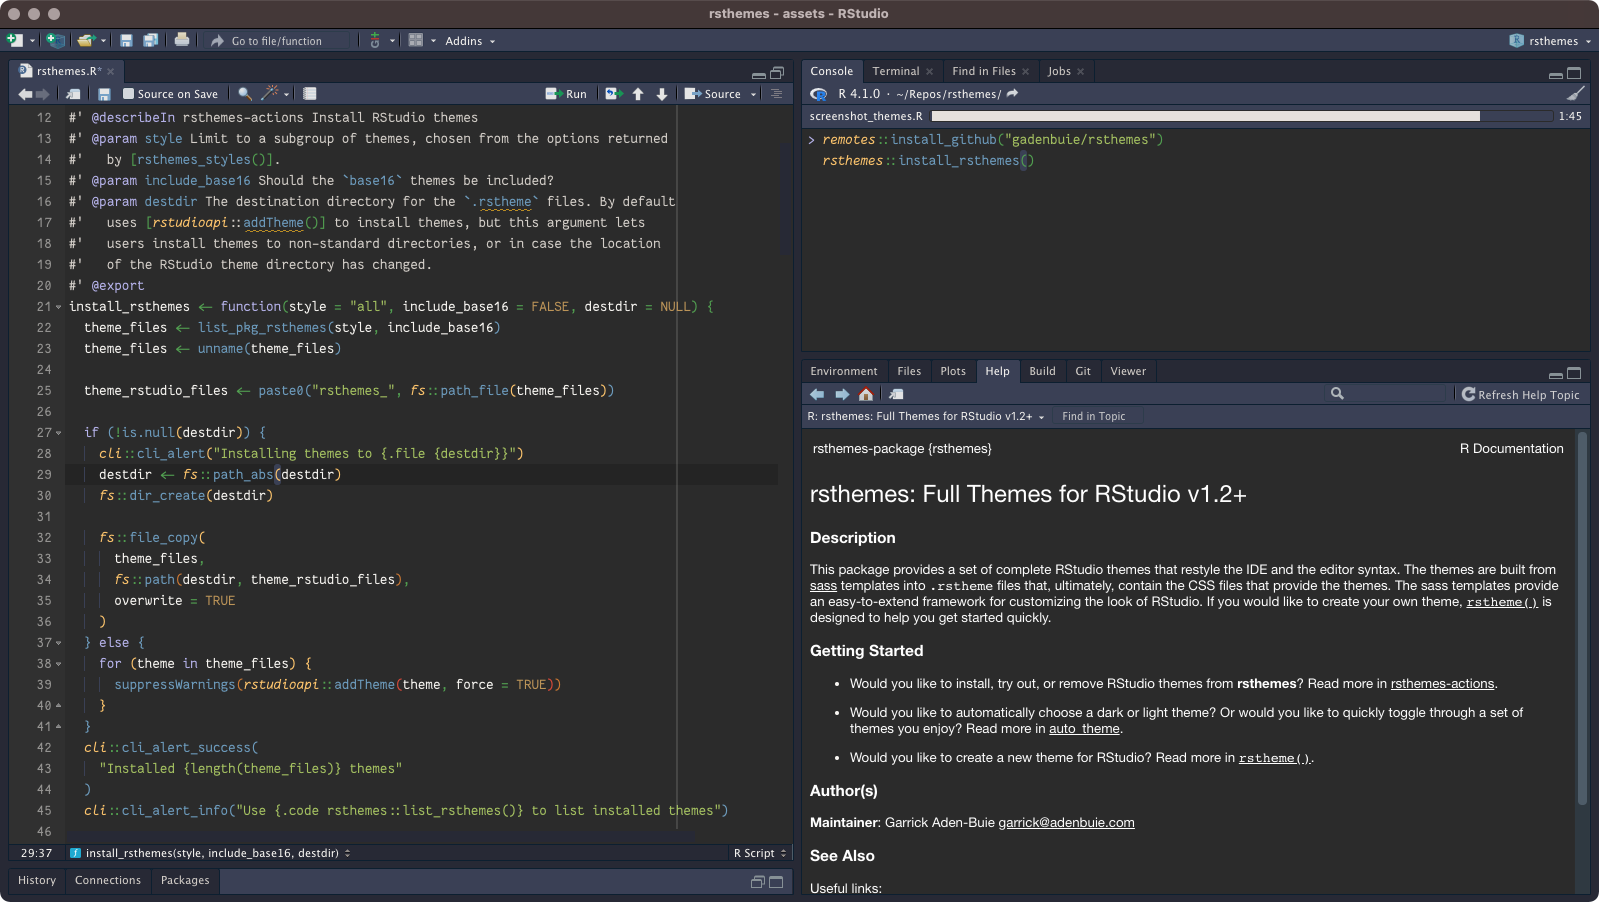 rsthemes - assets - RStudio
Go to file/function
Addins
rsthemes
rsthemes.R*
Source on Save
Run
Source
12 #' @describeIn rsthemes-actions Install RStudio themes
13 #' @param style Limit to a subgroup of themes, chosen from the options returned
14 #'   by [rsthemes_styles()].
15 #' @param include_base16 Should the `base16` themes be included?
16 #' @param destdir The destination directory for the `.rstheme` files. By default
17 #'   uses [rstudioapi::addTheme()] to install themes, but this argument lets
18 #'   users install themes to non-standard directories, or in case the location
19 #'   of the RStudio theme directory has changed.
20 #' @export
21 install_rsthemes <- function(style = "all", include_base16 = FALSE, destdir = NULL) {
22   theme_files <- list_pkg_rsthemes(style, include_base16)
23   theme_files <- unname(theme_files)
24
25   theme_rstudio_files <- paste0("rsthemes_", fs::path_file(theme_files))
26
27   if (!is.null(destdir)) {
28     cli::cli_alert("Installing themes to {.file {destdir}}")
29     destdir <- fs::path_abs(destdir)
30     fs::dir_create(destdir)
31
32     fs::file_copy(
33       theme_files,
34       fs::path(destdir, theme_rstudio_files),
35       overwrite = TRUE
36     )
37   } else {
38     for (theme in theme_files) {
39       suppressWarnings(rstudioapi::addTheme(theme, force = TRUE))
40     }
41   }
42   cli::cli_alert_success(
43     "Installed {length(theme_files)} themes"
44   )
45   cli::cli_alert_info("Use {.code rsthemes::list_rsthemes()} to list installed themes")
46
29:37
install_rsthemes(style, include_base16, destdir)
R Script
History Connections Packages
Console Terminal Find in Files Jobs
R 4.1.0 · ~/Repos/rsthemes/
screenshot_themes.R 1:45
> remotes::install_github("gadenbuie/rsthemes")
rsthemes::install_rsthemes()
Environment Files Plots Help Build Git Viewer
Refresh Help Topic
R: rsthemes: Full Themes for RStudio v1.2+ Find in Topic
rsthemes-package {rsthemes} R Documentation
rsthemes: Full Themes for RStudio v1.2+
Description
This package provides a set of complete RStudio themes that restyle the IDE and the editor syntax. The themes are built from
sass templates into .rstheme files that, ultimately, contain the CSS files that provide the themes. The sass templates provide
an easy-to-extend framework for customizing the look of RStudio. If you would like to create your own theme, rstheme() is
designed to help you get started quickly.
Getting Started
• Would you like to install, try out, or remove RStudio themes from rsthemes? Read more in rsthemes-actions.
• Would you like to automatically choose a dark or light theme? Or would you like to quickly toggle through a set of
themes you enjoy? Read more in auto_theme.
• Would you like to create a new theme for RStudio? Read more in rstheme().
Author(s)
Maintainer: Garrick Aden-Buie garrick@adenbuie.com
See Also
Useful links: